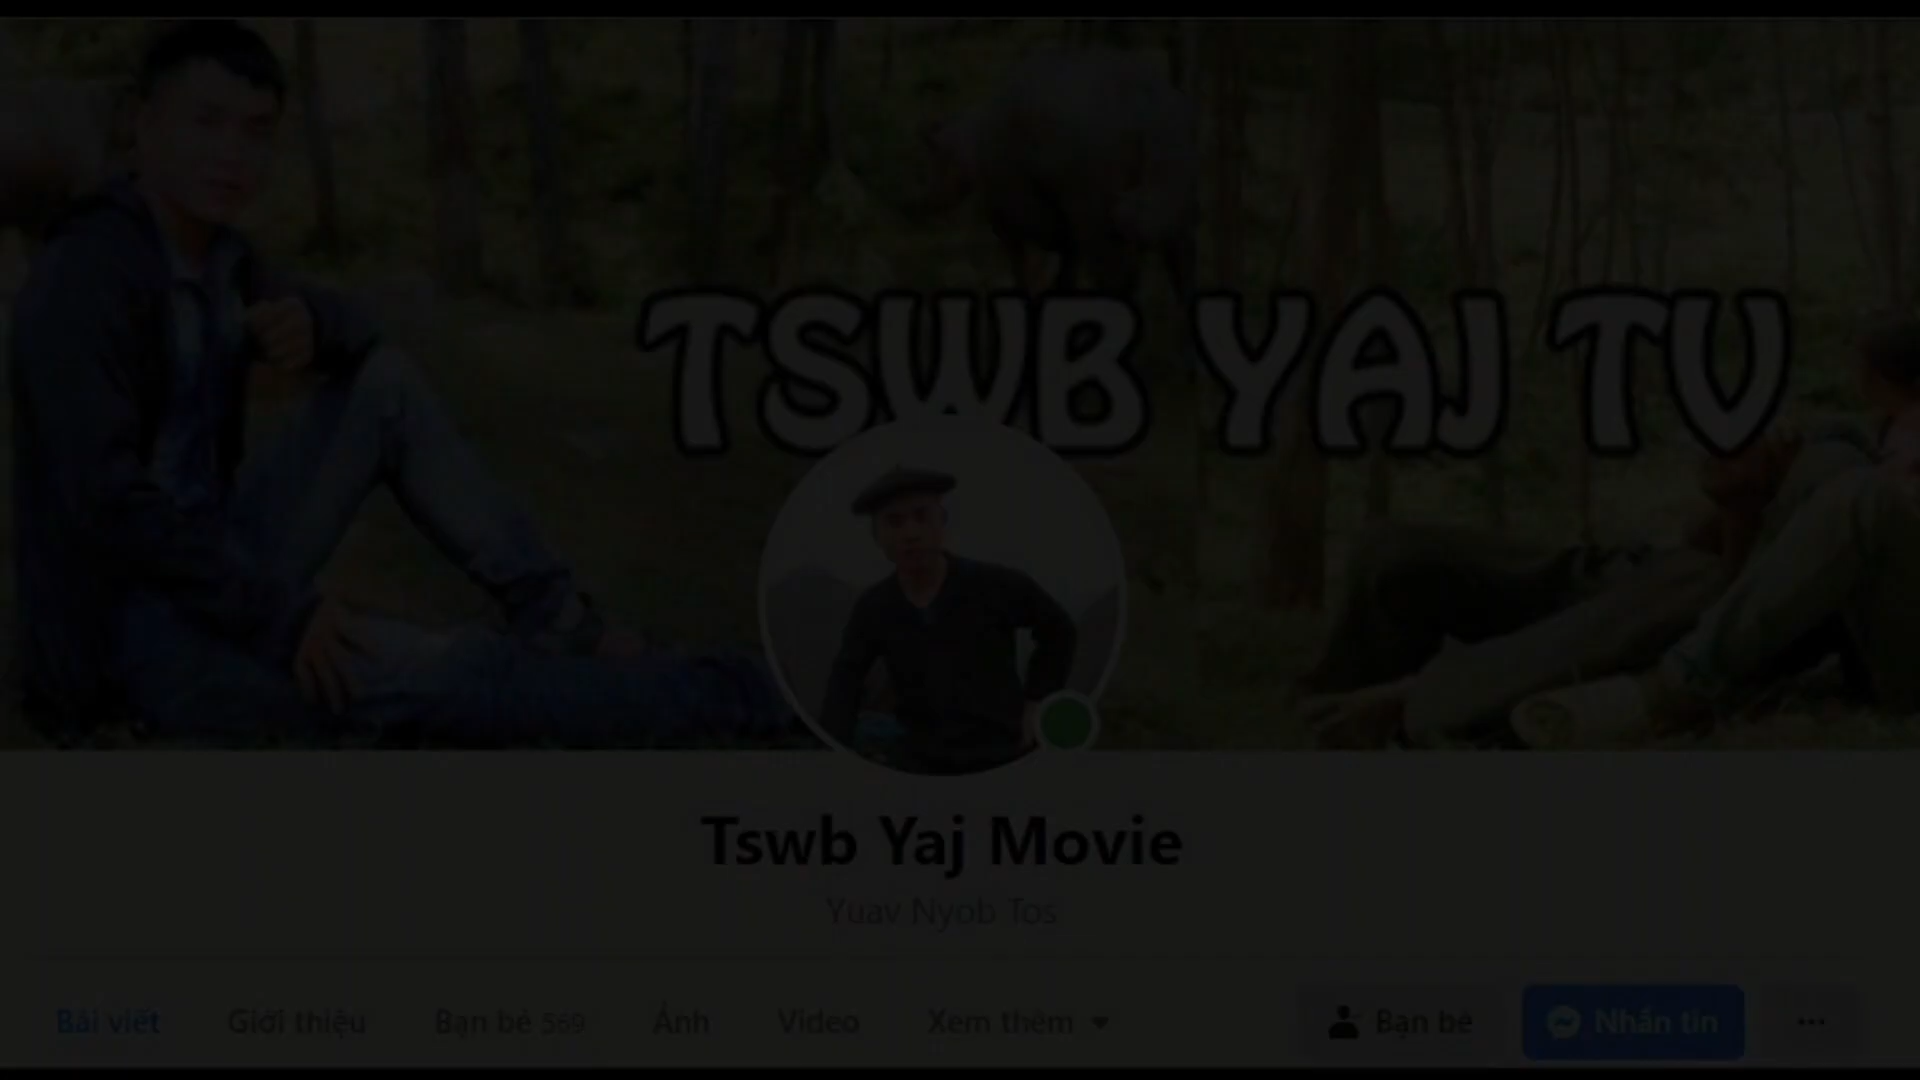 TSWB YAJ TV
Tswb Yaj Movie
Yuav Nyob Tos
Bài viết Giới thiệu Bạn bè 569 Ảnh Video Xem thêm Bạn bè Nhắn tin